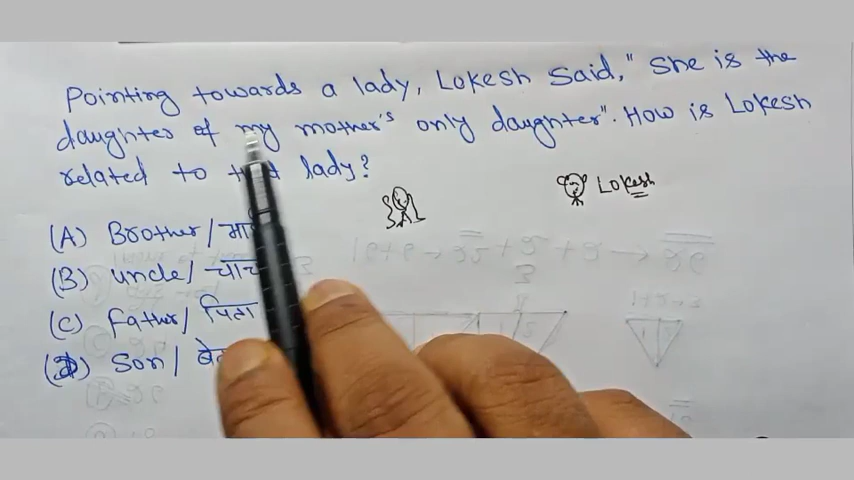 Pointing towards a lady, Lokesh said, "She is the
daughter of my mother's only daughter". How is Lokesh
related to lady?
Lokesh
(A) Brother/
(B) uncle/
(C) father/ पिता
(D) Son/